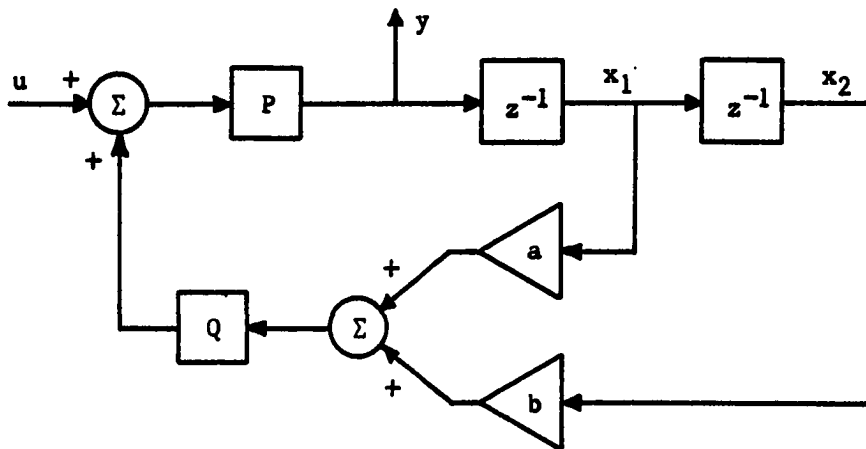 y
u
+
Σ
P
z⁻¹
x₁
z⁻¹
x₂
+
a
+
Q
Σ
+
b